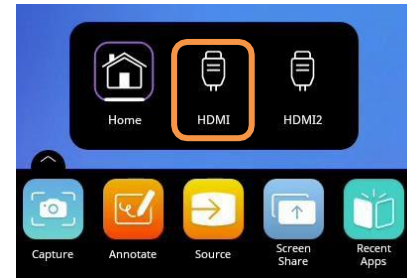 Home
HDMI
HDMI2
Capture
Annotate
Source
Screen
Share
Recent
Apps